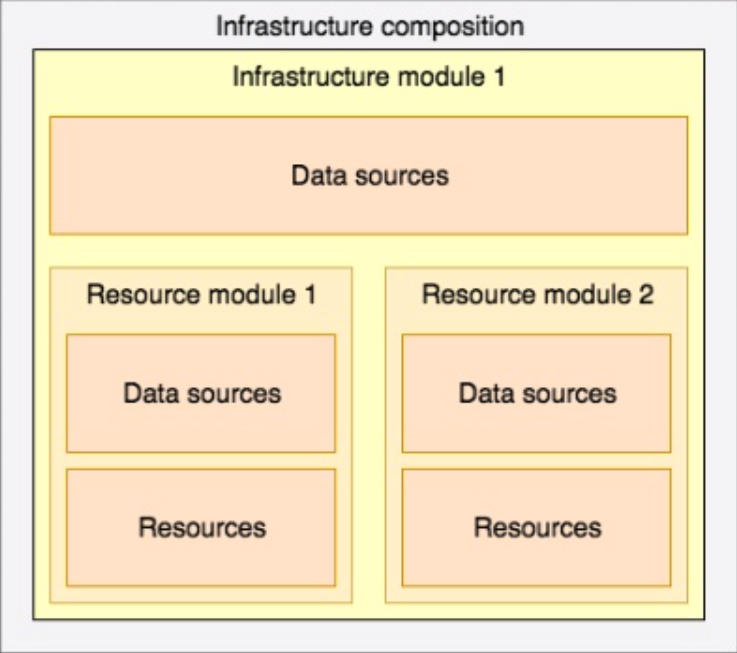 Infrastructure composition
Infrastructure module 1
Data sources
Resource module 1
Resource module 2
Data sources
Data sources
Resources
Resources